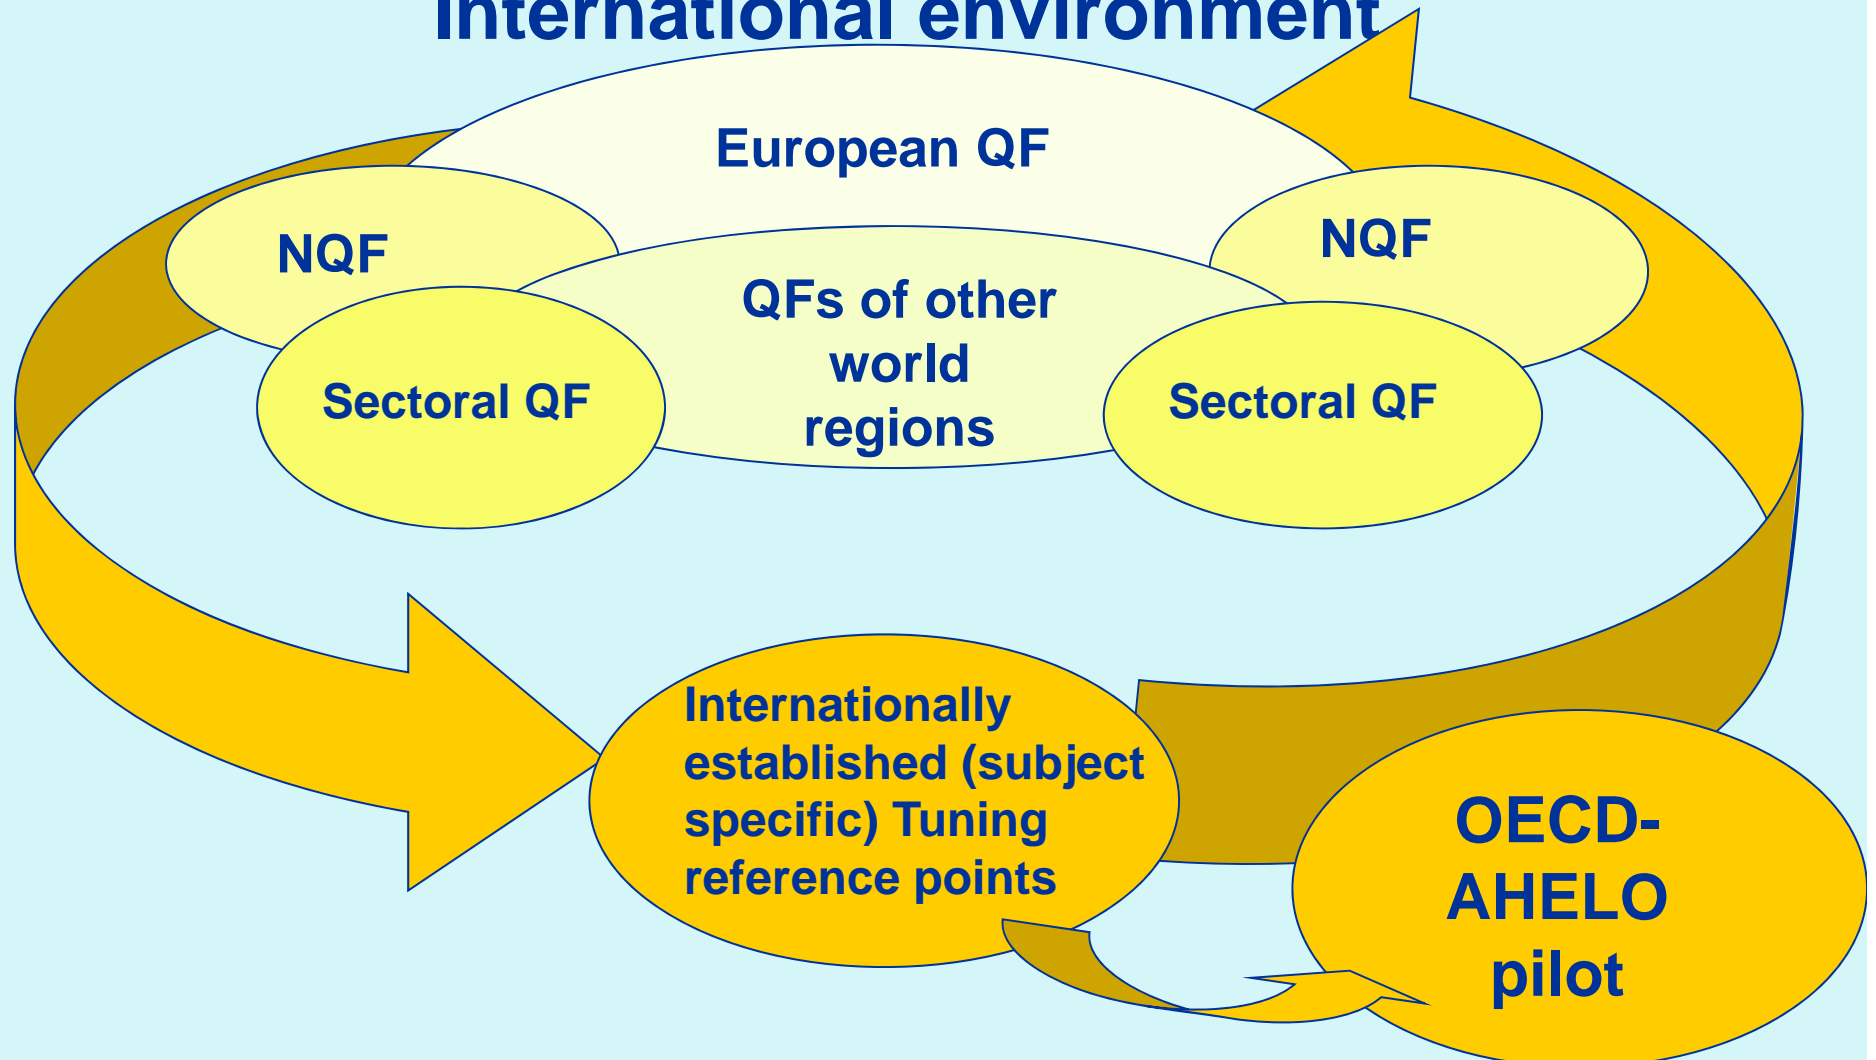 International environment
European QF
NQF
NQF
QFs of other
world
regions
Sectoral QF
Sectoral QF
Internationally
established (subject
specific) Tuning
reference points
OECD-
AHELO
pilot